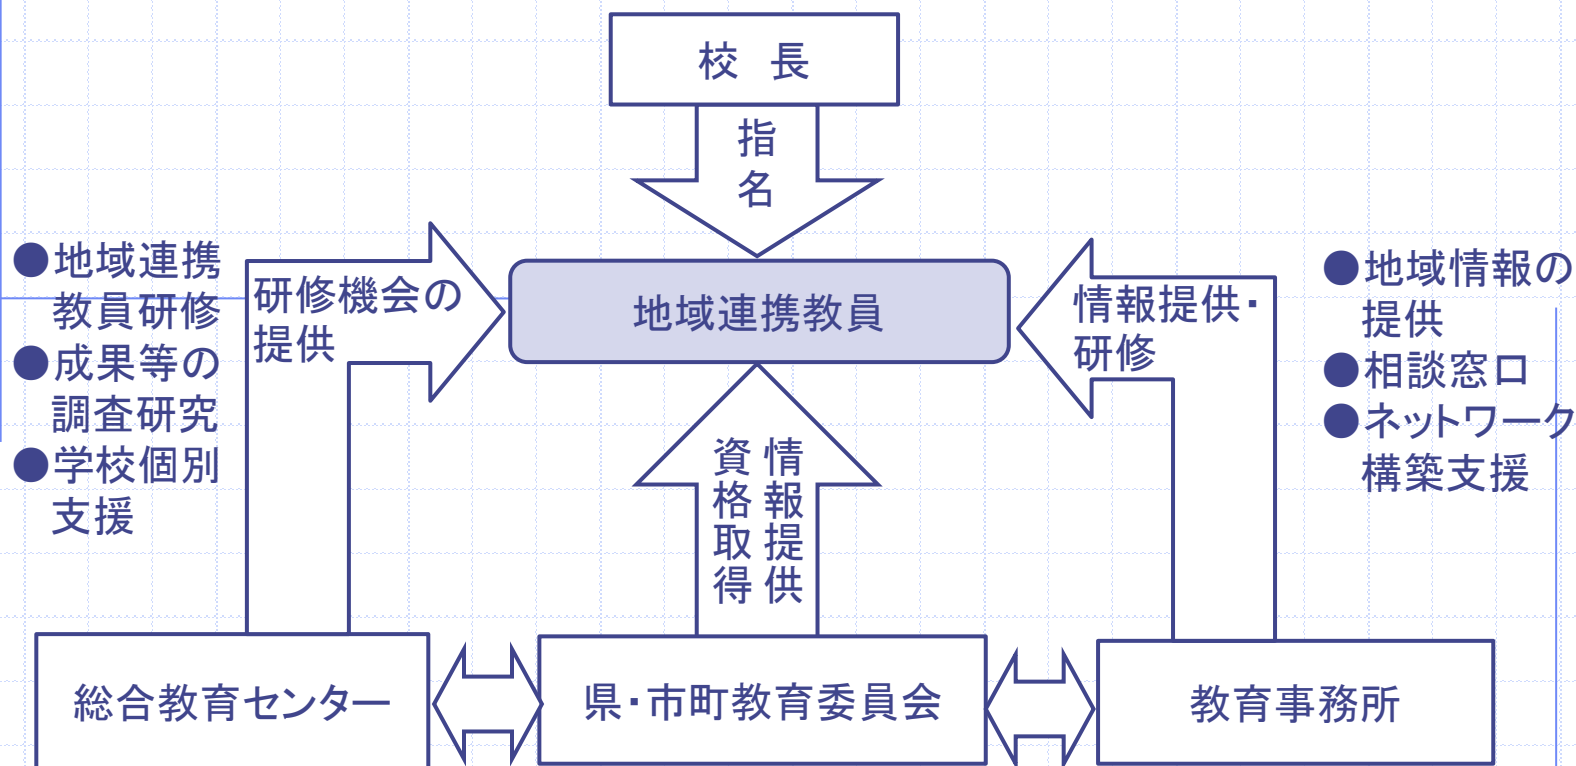 校 長
指
名
●地域連携
教員研修
●成果等の
調査研究
●学校個別
支援
研修機会の
提供
地域連携教員
情報提供・
研修
●地域情報の
提供
●相談窓口
●ネットワーク
構築支援
情報提供
資格取得
総合教育センター
県・市町教育委員会
教育事務所